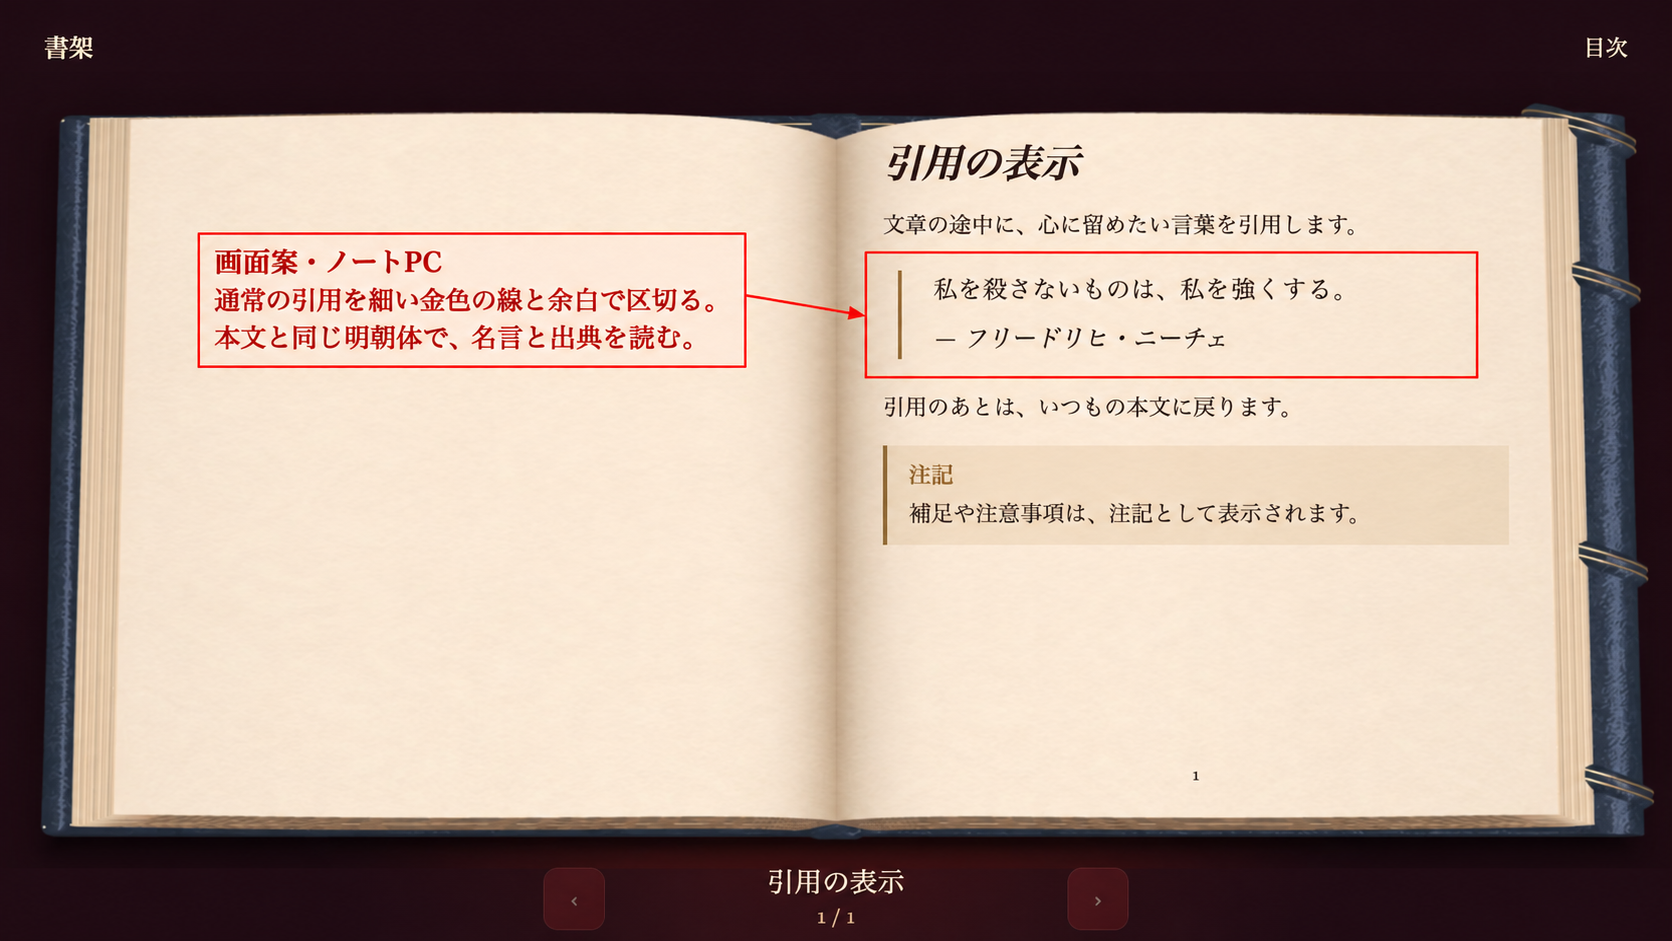 書架
目次
画面案・ノートPC
通常の引用を細い金色の線と余白で区切る。
本文と同じ明朝体で、名言と出典を読む。
引用の表示
文章の途中に、心に留めたい言葉を引用します。
私を殺さないものは、私を強くする。
— フリードリヒ・ニーチェ
引用のあとは、いつもの本文に戻ります。
注記
補足や注意事項は、注記として表示されます。
1
‹
引用の表示
1 / 1
›